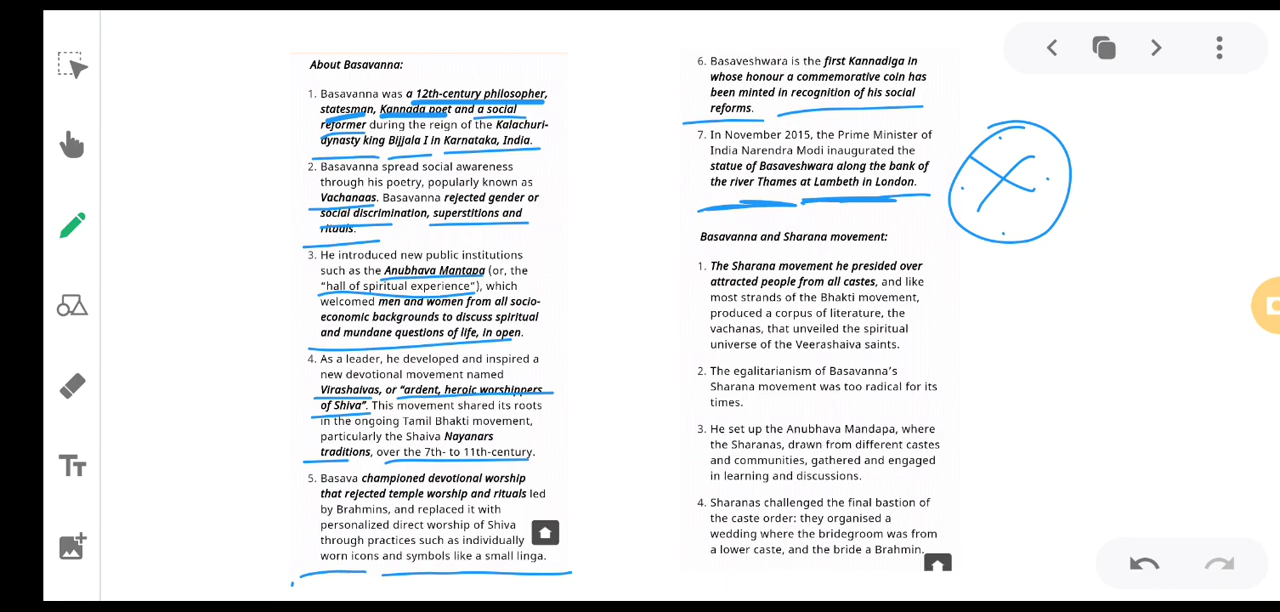 About Basavanna:
1. Basavanna was a 12th-century philosopher,
statesman, Kannada poet and a social
reformer during the reign of the Kalachuri-
dynasty king Bijjala I in Karnataka, India.
2. Basavanna spread social awareness
through his poetry, popularly known as
Vachanaas. Basavanna rejected gender or
social discrimination, superstitions and
rituals.
3. He introduced new public institutions
such as the Anubhava Mantapa (or, the
“hall of spiritual experience”), which
welcomed men and women from all socio-
economic backgrounds to discuss spiritual
and mundane questions of life, in open.
4. As a leader, he developed and inspired a
new devotional movement named
Virashaivas, or “ardent, heroic worshippers
of Shiva”. This movement shared its roots
in the ongoing Tamil Bhakti movement,
particularly the Shaiva Nayanars
traditions, over the 7th- to 11th-century.
5. Basava championed devotional worship
that rejected temple worship and rituals led
by Brahmins, and replaced it with
personalized direct worship of Shiva
through practices such as individually
worn icons and symbols like a small linga.
6. Basaveshwara is the first Kannadiga in
whose honour a commemorative coin has
been minted in recognition of his social
reforms.
7. In November 2015, the Prime Minister of
India Narendra Modi inaugurated the
statue of Basaveshwara along the bank of
the river Thames at Lambeth in London.
Basavanna and Sharana movement:
1. The Sharana movement he presided over
attracted people from all castes, and like
most strands of the Bhakti movement,
produced a corpus of literature, the
vachanas, that unveiled the spiritual
universe of the Veerashaiva saints.
2. The egalitarianism of Basavanna’s
Sharana movement was too radical for its
times.
3. He set up the Anubhava Mandapa, where
the Sharanas, drawn from different castes
and communities, gathered and engaged
in learning and discussions.
4. Sharanas challenged the final bastion of
the caste order: they organised a
wedding where the bridegroom was from
a lower caste, and the bride a Brahmin.
Tт